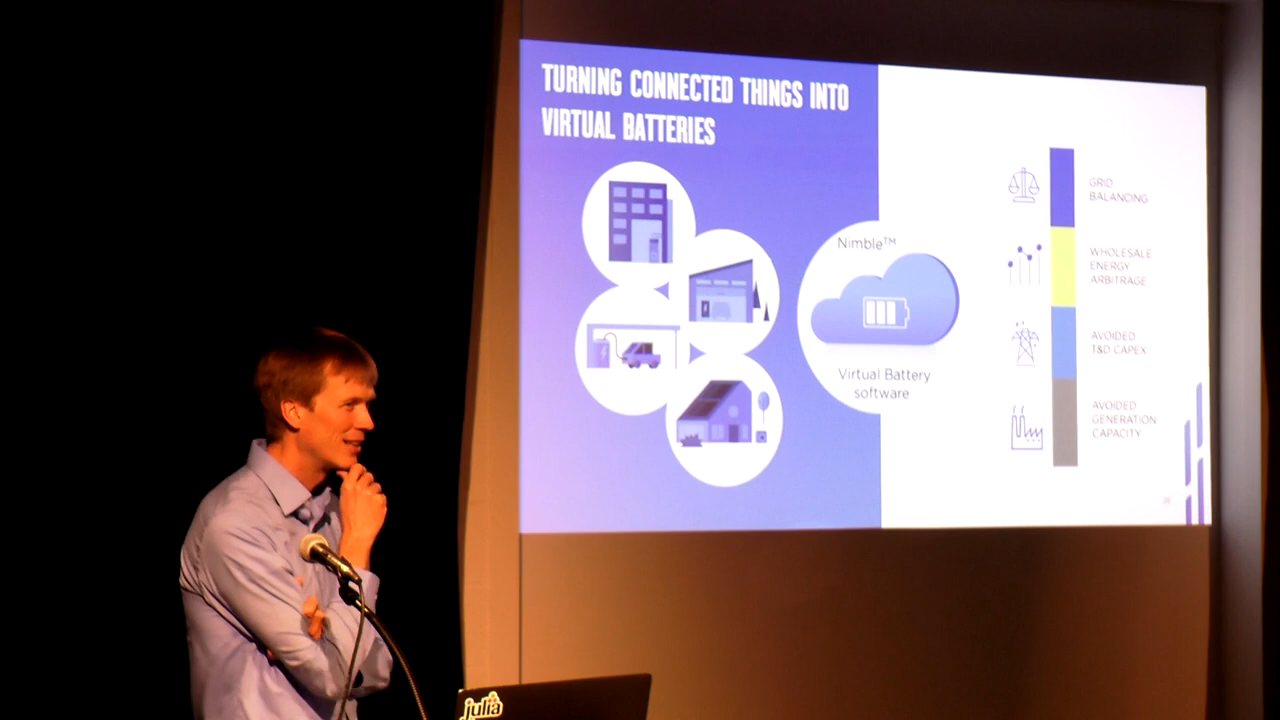 TURNING CONNECTED THINGS INTO
VIRTUAL BATTERIES
Nimble™
Virtual Battery
software
GRID
BALANCING
WHOLESALE
ENERGY
ARBITRAGE
AVOIDED
T&D CAPEX
AVOIDED
GENERATION
CAPACITY
julia